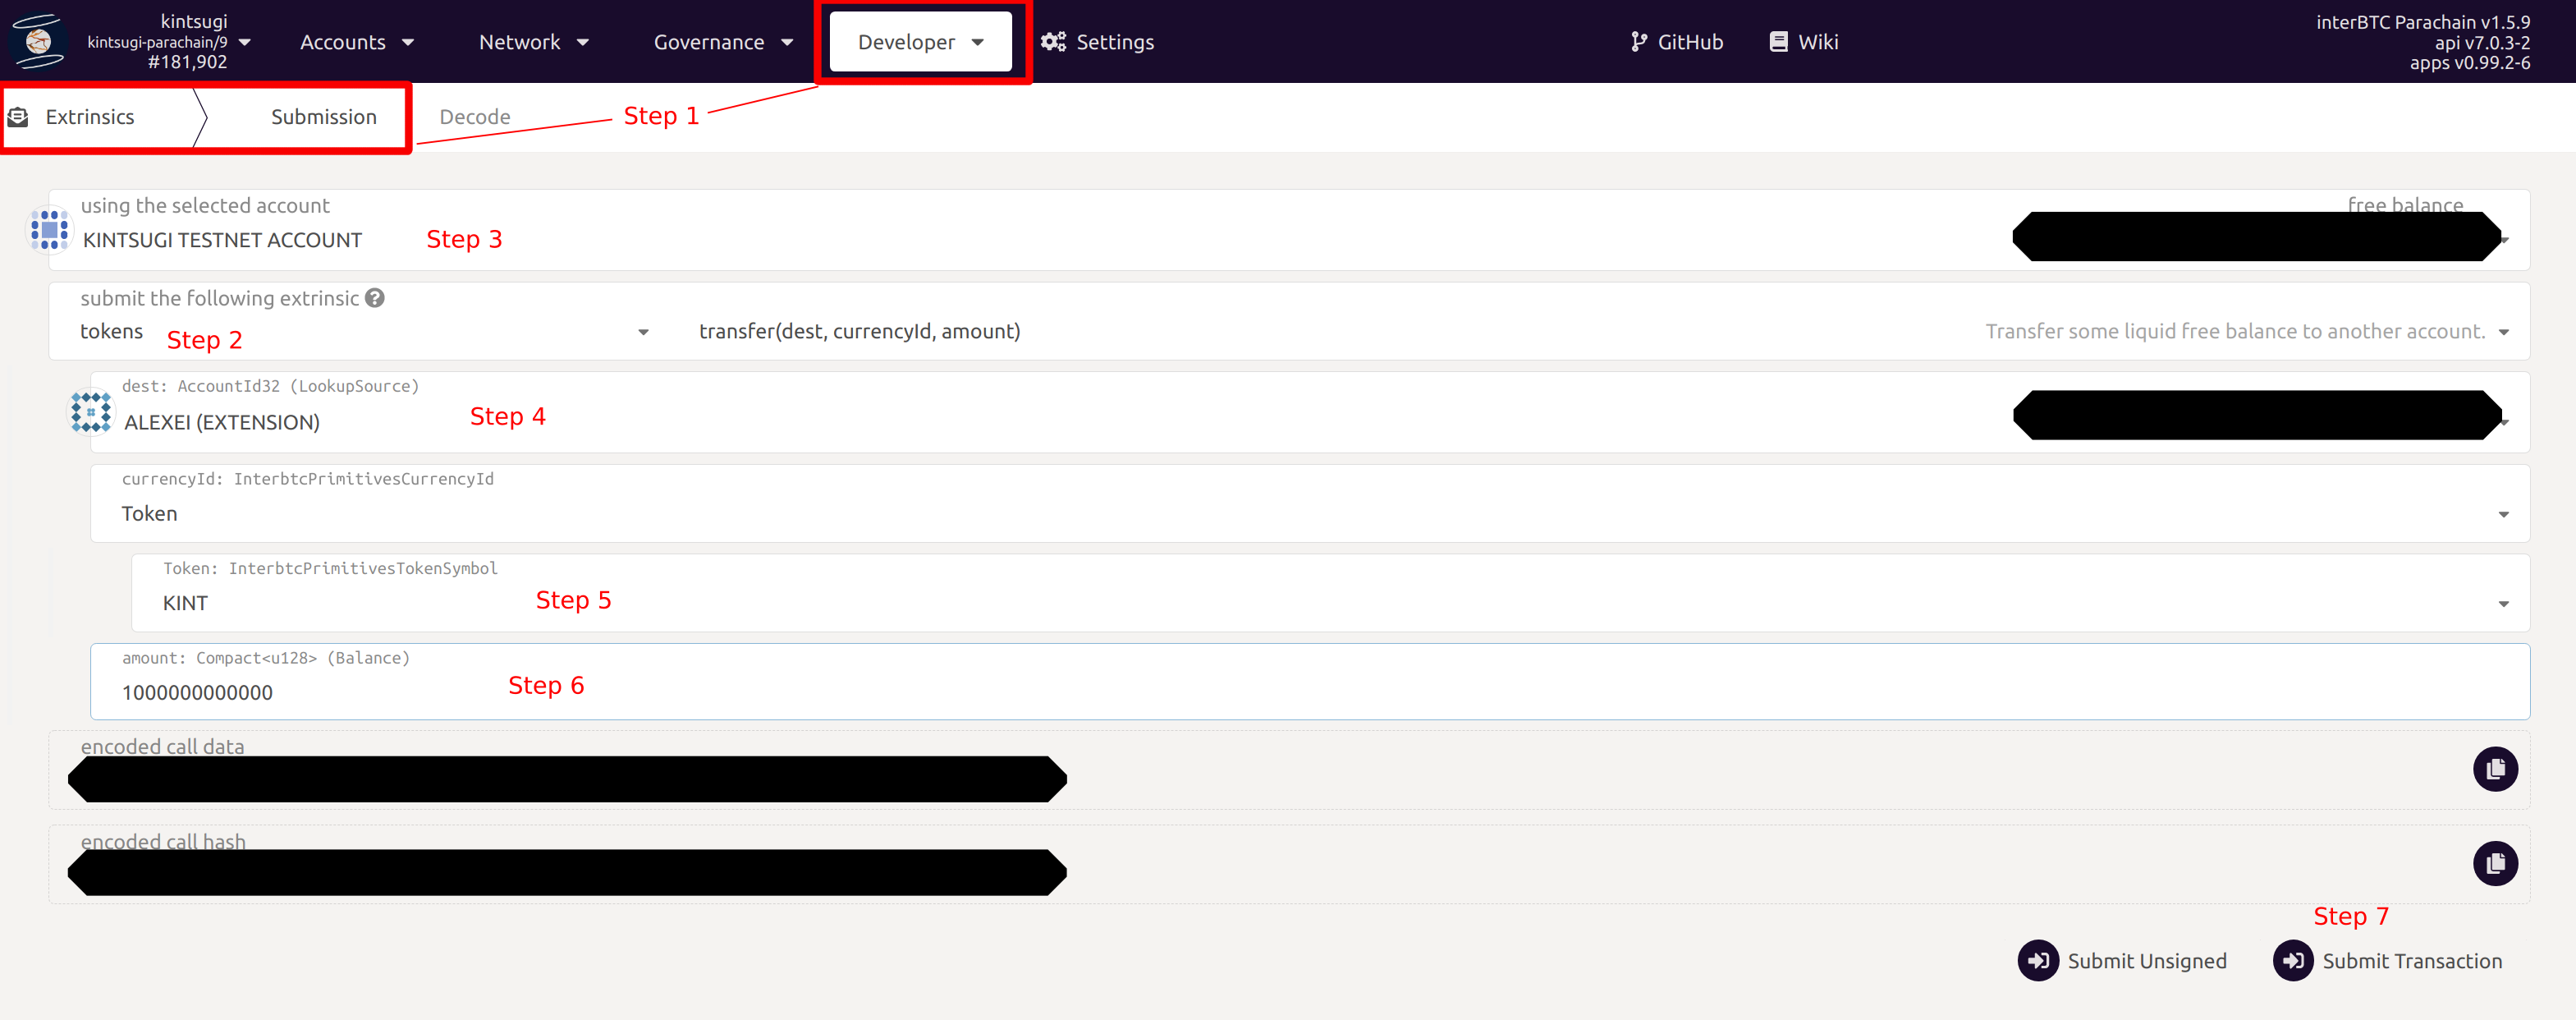 kintsugi
kintsugi-parachain/9
#181,902
Accounts
Network
Governance
Developer
Settings
GitHub
Wiki
interBTC Parachain v1.5.9
api v7.0.3-2
apps v0.99.2-6
Extrinsics
Submission
Decode
Step 1
using the selected account
free balance
KINTSUGI TESTNET ACCOUNT
Step 3
submit the following extrinsic
tokens
Step 2
transfer(dest, currencyId, amount)
Transfer some liquid free balance to another account.
dest: AccountId32 (LookupSource)
ALEXEI (EXTENSION)
Step 4
currencyId: InterbtcPrimitivesCurrencyId
Token
Token: InterbtcPrimitivesTokenSymbol
KINT
Step 5
amount: Compact<u128> (Balance)
1000000000000
Step 6
encoded call data
encoded call hash
Step 7
Submit Unsigned
Submit Transaction